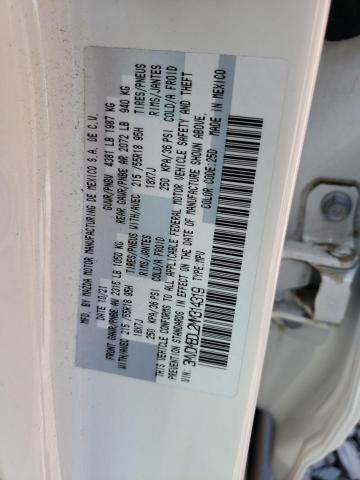 MFD. BY MAZDA MOTOR MANUFACTURING DE MEXICO S.A. DE C.V.
10/21 GVWR/PNBV 4381 LB 1987 KG
FRONT GAWR/PNBE AV 2315 LB 1050 KG REAR GAWR/PNBE AR 2072 LB 940 KG
WITH/AVEC 215 /55R18 95H TIRES/PNEUS WITH/AVEC 215 /55R18 95H TIRES/PNEUS
18X7J RIMS/JANTES 18X7J RIMS/JANTES
250 KPA/36 PSI COLD/A FROID 250 KPA/36 PSI COLD/A FROID
THIS VEHICLE CONFORMS TO ALL APPLICABLE FEDERAL MOTOR VEHICLE SAFETY AND THEFT
PREVENTION STANDARDS IN EFFECT ON THE DATE OF MANUFACTURE SHOWN ABOVE.
TYPE:MPV COLOR CODE:25D MADE IN MEXICO